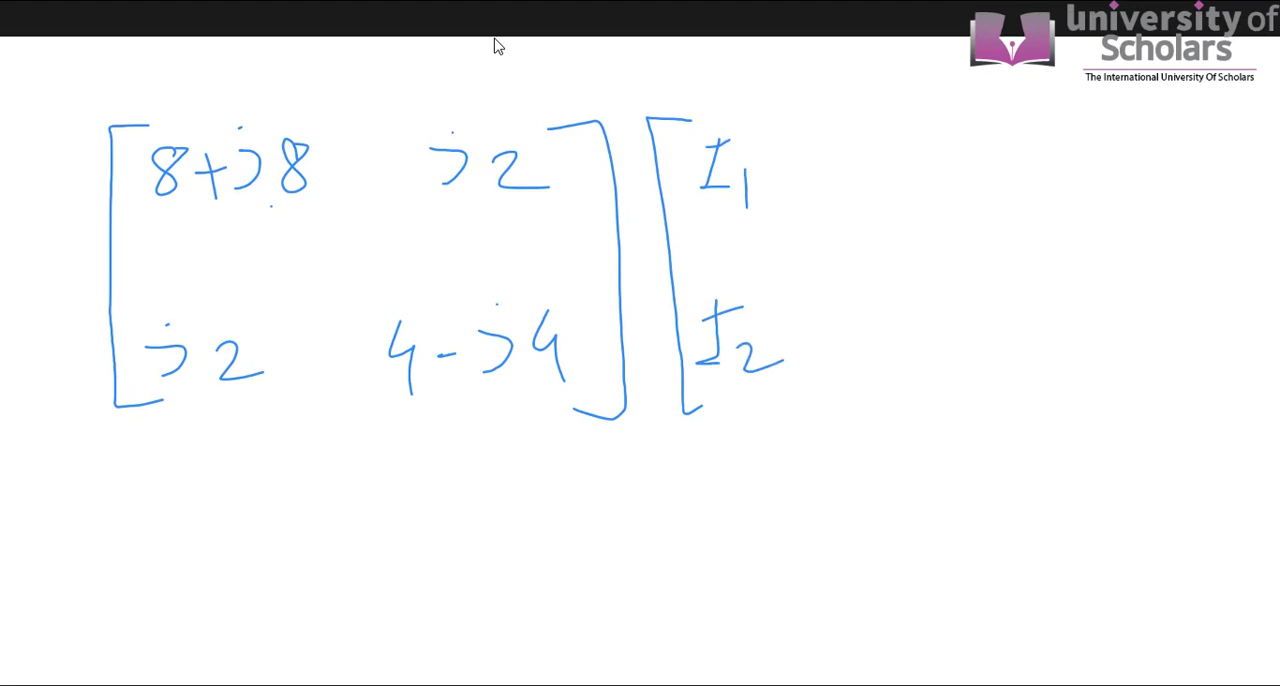 university of
Scholars
The International University Of Scholars
8+j8 j2 I1
j2 4-j4 I2